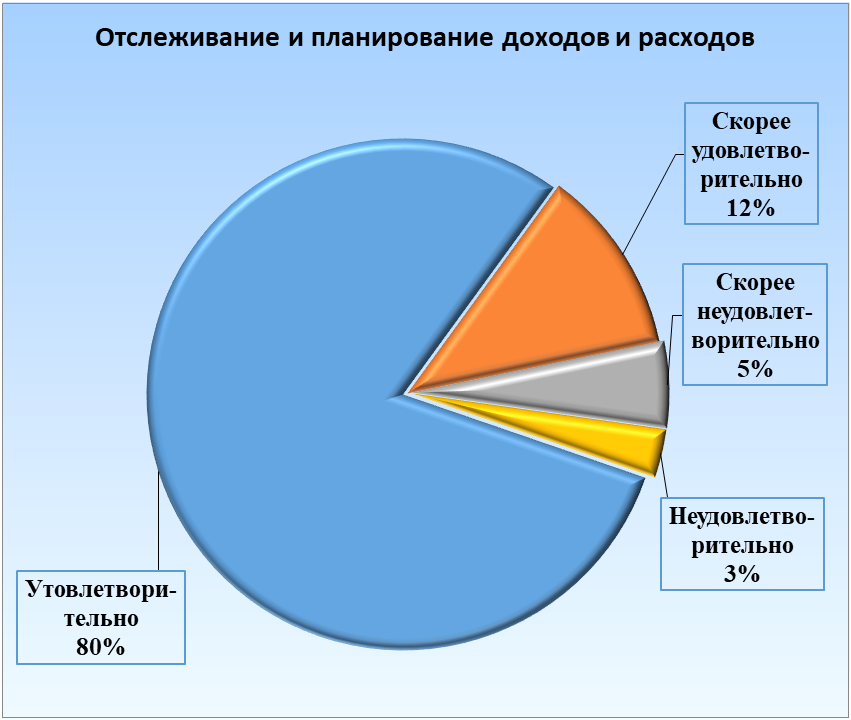 Отслеживание и планирование доходов и расходов
Скорее
удовлетво-
рительно
12%
Скорее
неудовлет-
ворительно
5%
Неудовлетво-
рительно
3%
Утовлетвори-
тельно
80%